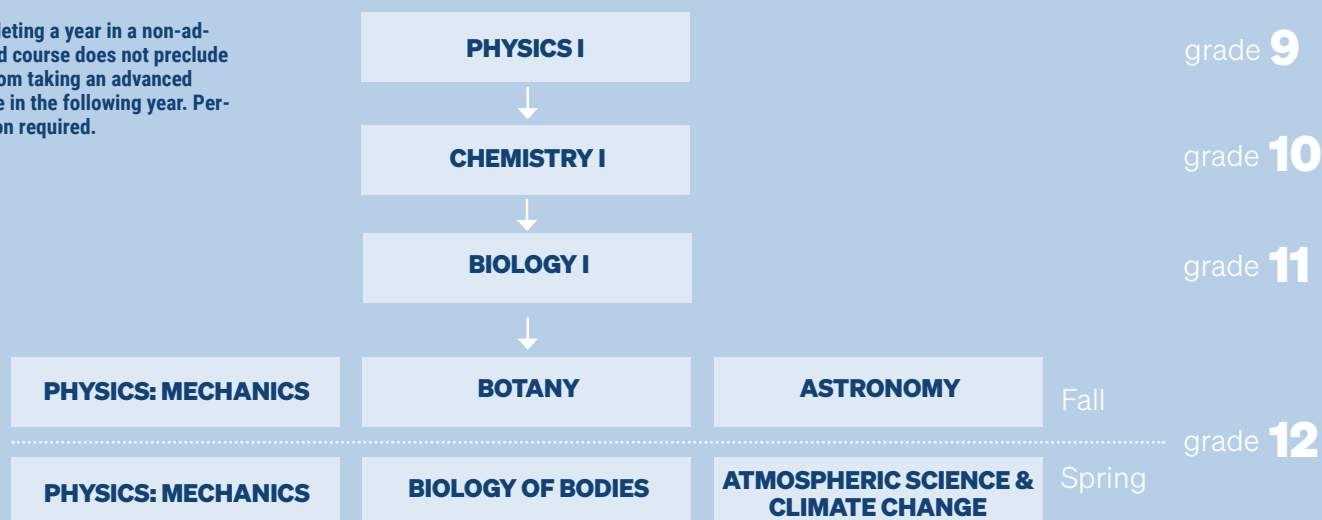 leting a year in a non-ad-
d course does not preclude
om taking an advanced
e in the following year. Per-
on required.
PHYSICS I
grade 9
CHEMISTRY I
grade 10
BIOLOGY I
grade 11
PHYSICS: MECHANICS
BOTANY
ASTRONOMY
Fall
grade 12
PHYSICS: MECHANICS
BIOLOGY OF BODIES
ATMOSPHERIC SCIENCE &
CLIMATE CHANGE
Spring